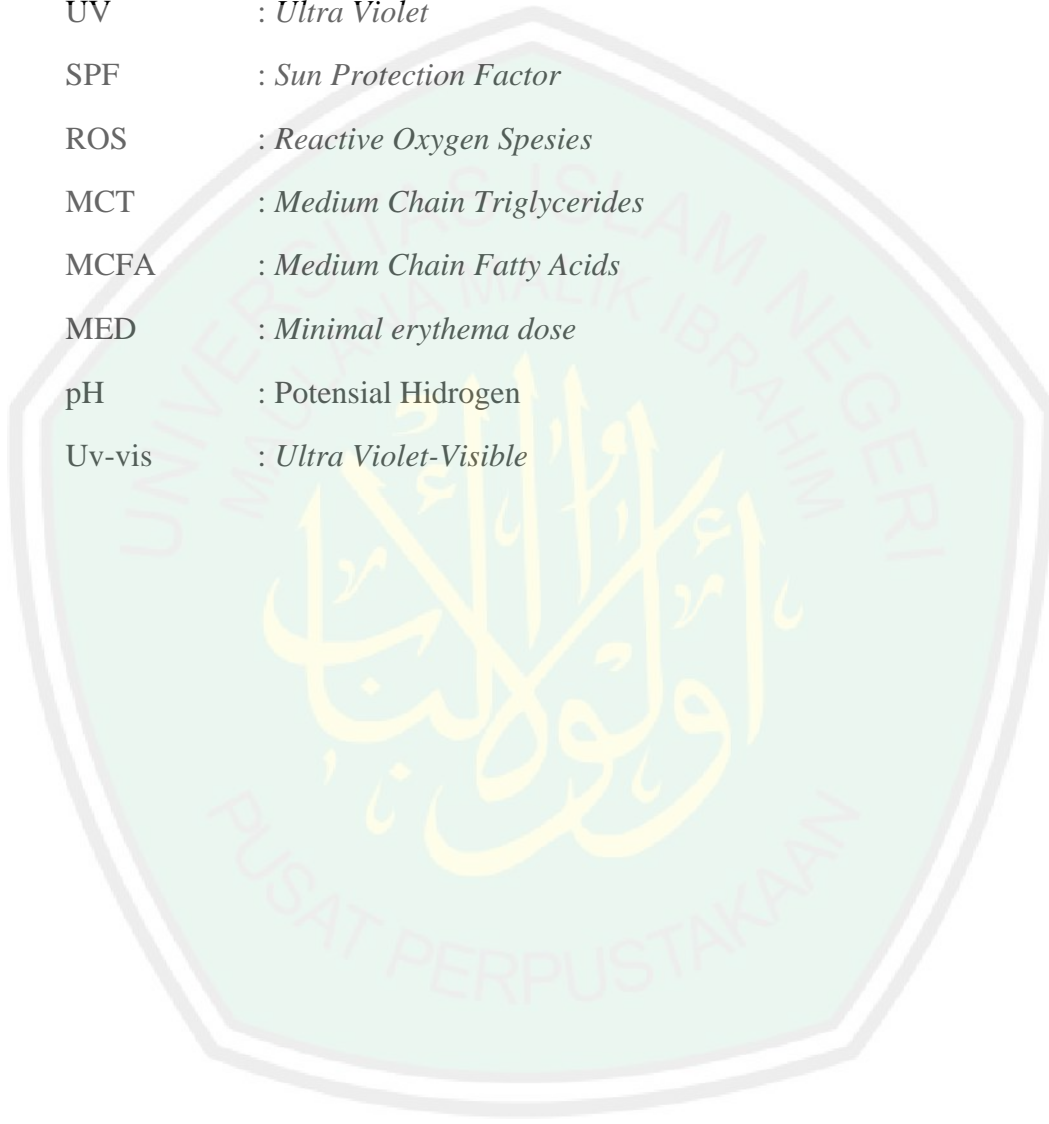 UV : Ultra Violet
SPF : Sun Protection Factor
ROS : Reactive Oxygen Spesies
MCT : Medium Chain Triglycerides
MCFA : Medium Chain Fatty Acids
MED : Minimal erythema dose
pH : Potensial Hidrogen
Uv-vis : Ultra Violet-Visible
UNIVERSITAS ISLAM NEGERI
MAULANA MALIK IBRAHIM
أولوا الألباب
PUSAT PERPUSTAKAAN